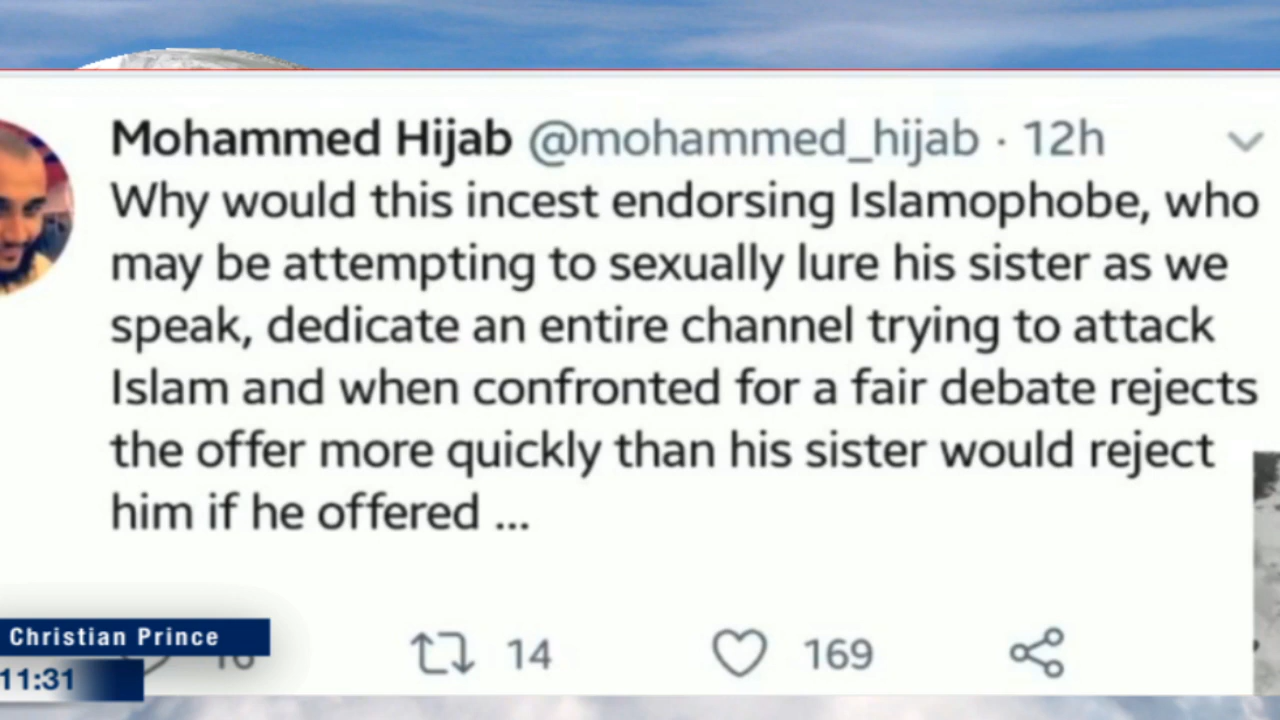 Mohammed Hijab @mohammed_hijab · 12h
Why would this incest endorsing Islamophobe, who
may be attempting to sexually lure his sister as we
speak, dedicate an entire channel trying to attack
Islam and when confronted for a fair debate rejects
the offer more quickly than his sister would reject
him if he offered ...
14 169
Christian Prince
11:31